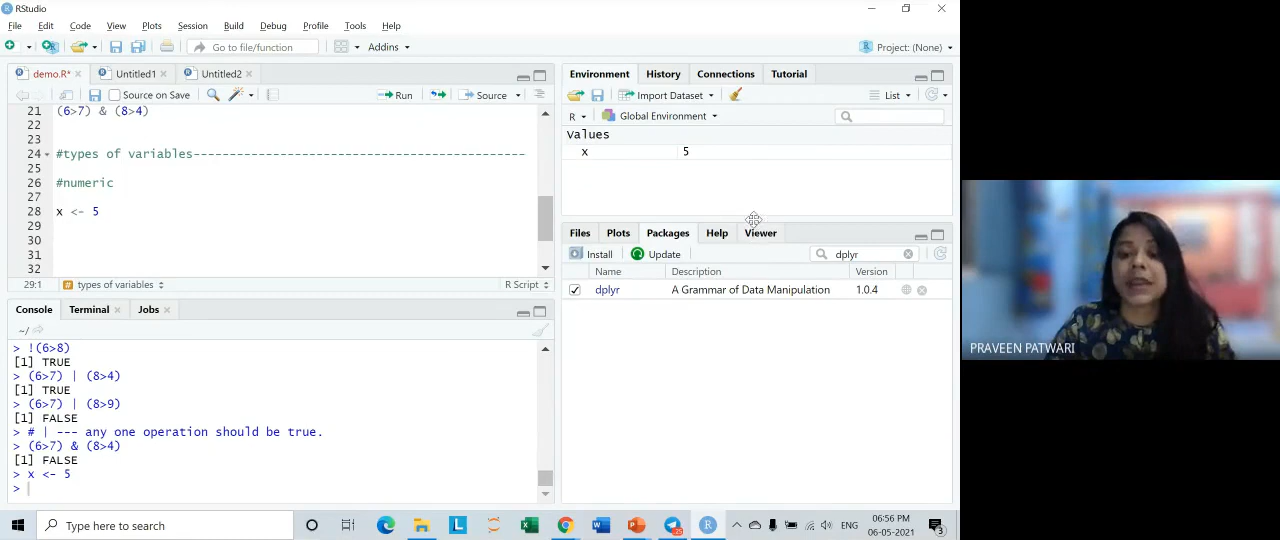 RStudio
File Edit Code View Plots Session Build Debug Profile Tools Help
Go to file/function Addins Project: (None)
demo.R* Untitled1 Untitled2
Source on Save Run Source
21 (6>7) & (8>4)
22
23
24 #types of variables----------------------------------------------
25
26 #numeric
27
28 x <- 5
29
30
31
32
29:1 # types of variables R Script
Console Terminal Jobs
~/
> !(6>8)
[1] TRUE
> (6>7) | (8>4)
[1] TRUE
> (6>7) | (8>9)
[1] FALSE
> # | --- any one operation should be true.
> (6>7) & (8>4)
[1] FALSE
> x <- 5
>
Environment History Connections Tutorial
Import Dataset List
R Global Environment
Values
x 5
Files Plots Packages Help Viewer
Install Update dplyr
Name Description Version
dplyr A Grammar of Data Manipulation 1.0.4
PRAVEEN PATWARI
Type here to search
ENG
06:56 PM
06-05-2021
3